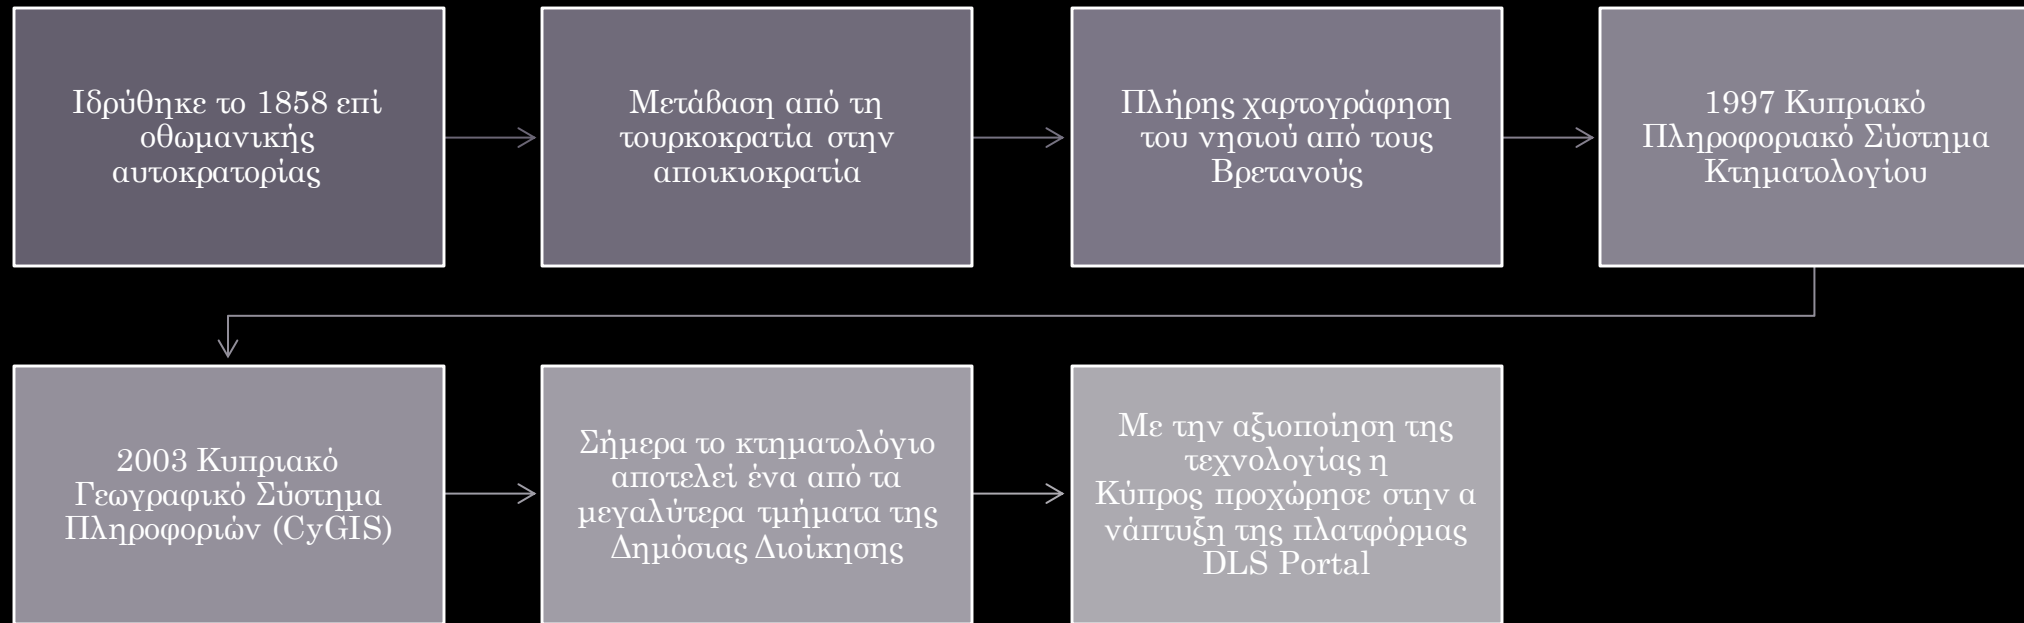 Ιδρύθηκε το 1858 επί
οθωμανικής
αυτοκρατορίας
Μετάβαση από τη
τουρκοκρατία στην
αποικιοκρατία
Πλήρης χαρτογράφηση
του νησιού από τους
Βρετανούς
1997 Κυπριακό
Πληροφοριακό Σύστημα
Κτηματολογίου
2003 Κυπριακό
Γεωγραφικό Σύστημα
Πληροφοριών (CyGIS)
Σήμερα το κτηματολόγιο
αποτελεί ένα από τα
μεγαλύτερα τμήματα της
Δημόσιας Διοίκησης
Με την αξιοποίηση της
τεχνολογίας η
Κύπρος προχώρησε στην α
νάπτυξη της πλατφόρμας
DLS Portal